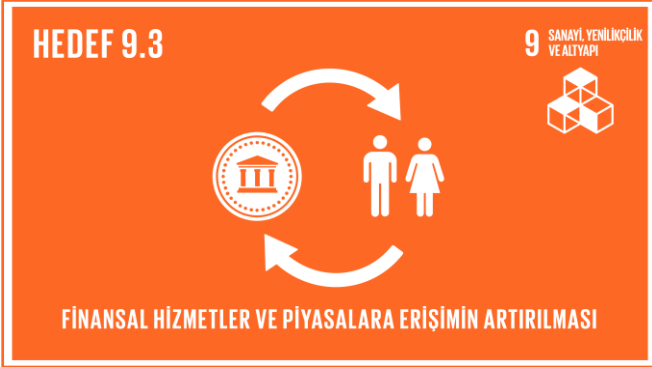 HEDEF 9.3
9 SANAYİ, YENİLİKÇİLİK
VE ALTYAPI
FİNANSAL HİZMETLER VE PİYASALARA ERİŞİMİN ARTIRILMASI